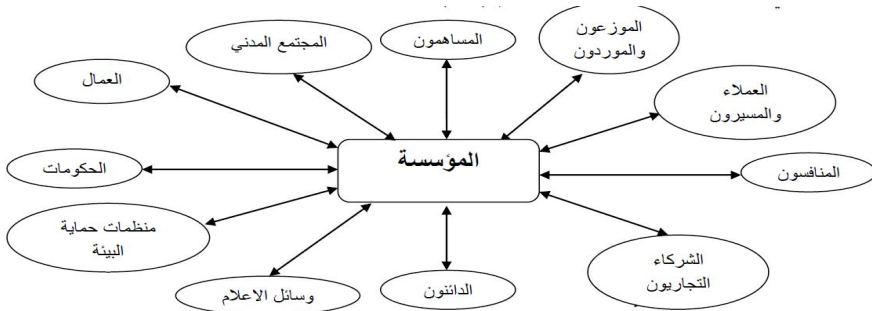 الموزعون
والموردون
المساهمون
المجتمع المدني
العمال
العملاء
والمسيرون
المؤسسة
المنافسون
الحكومات
منظمات حماية
البيئة
الشركاء
التجاريون
الدائنون
وسائل الاعلام